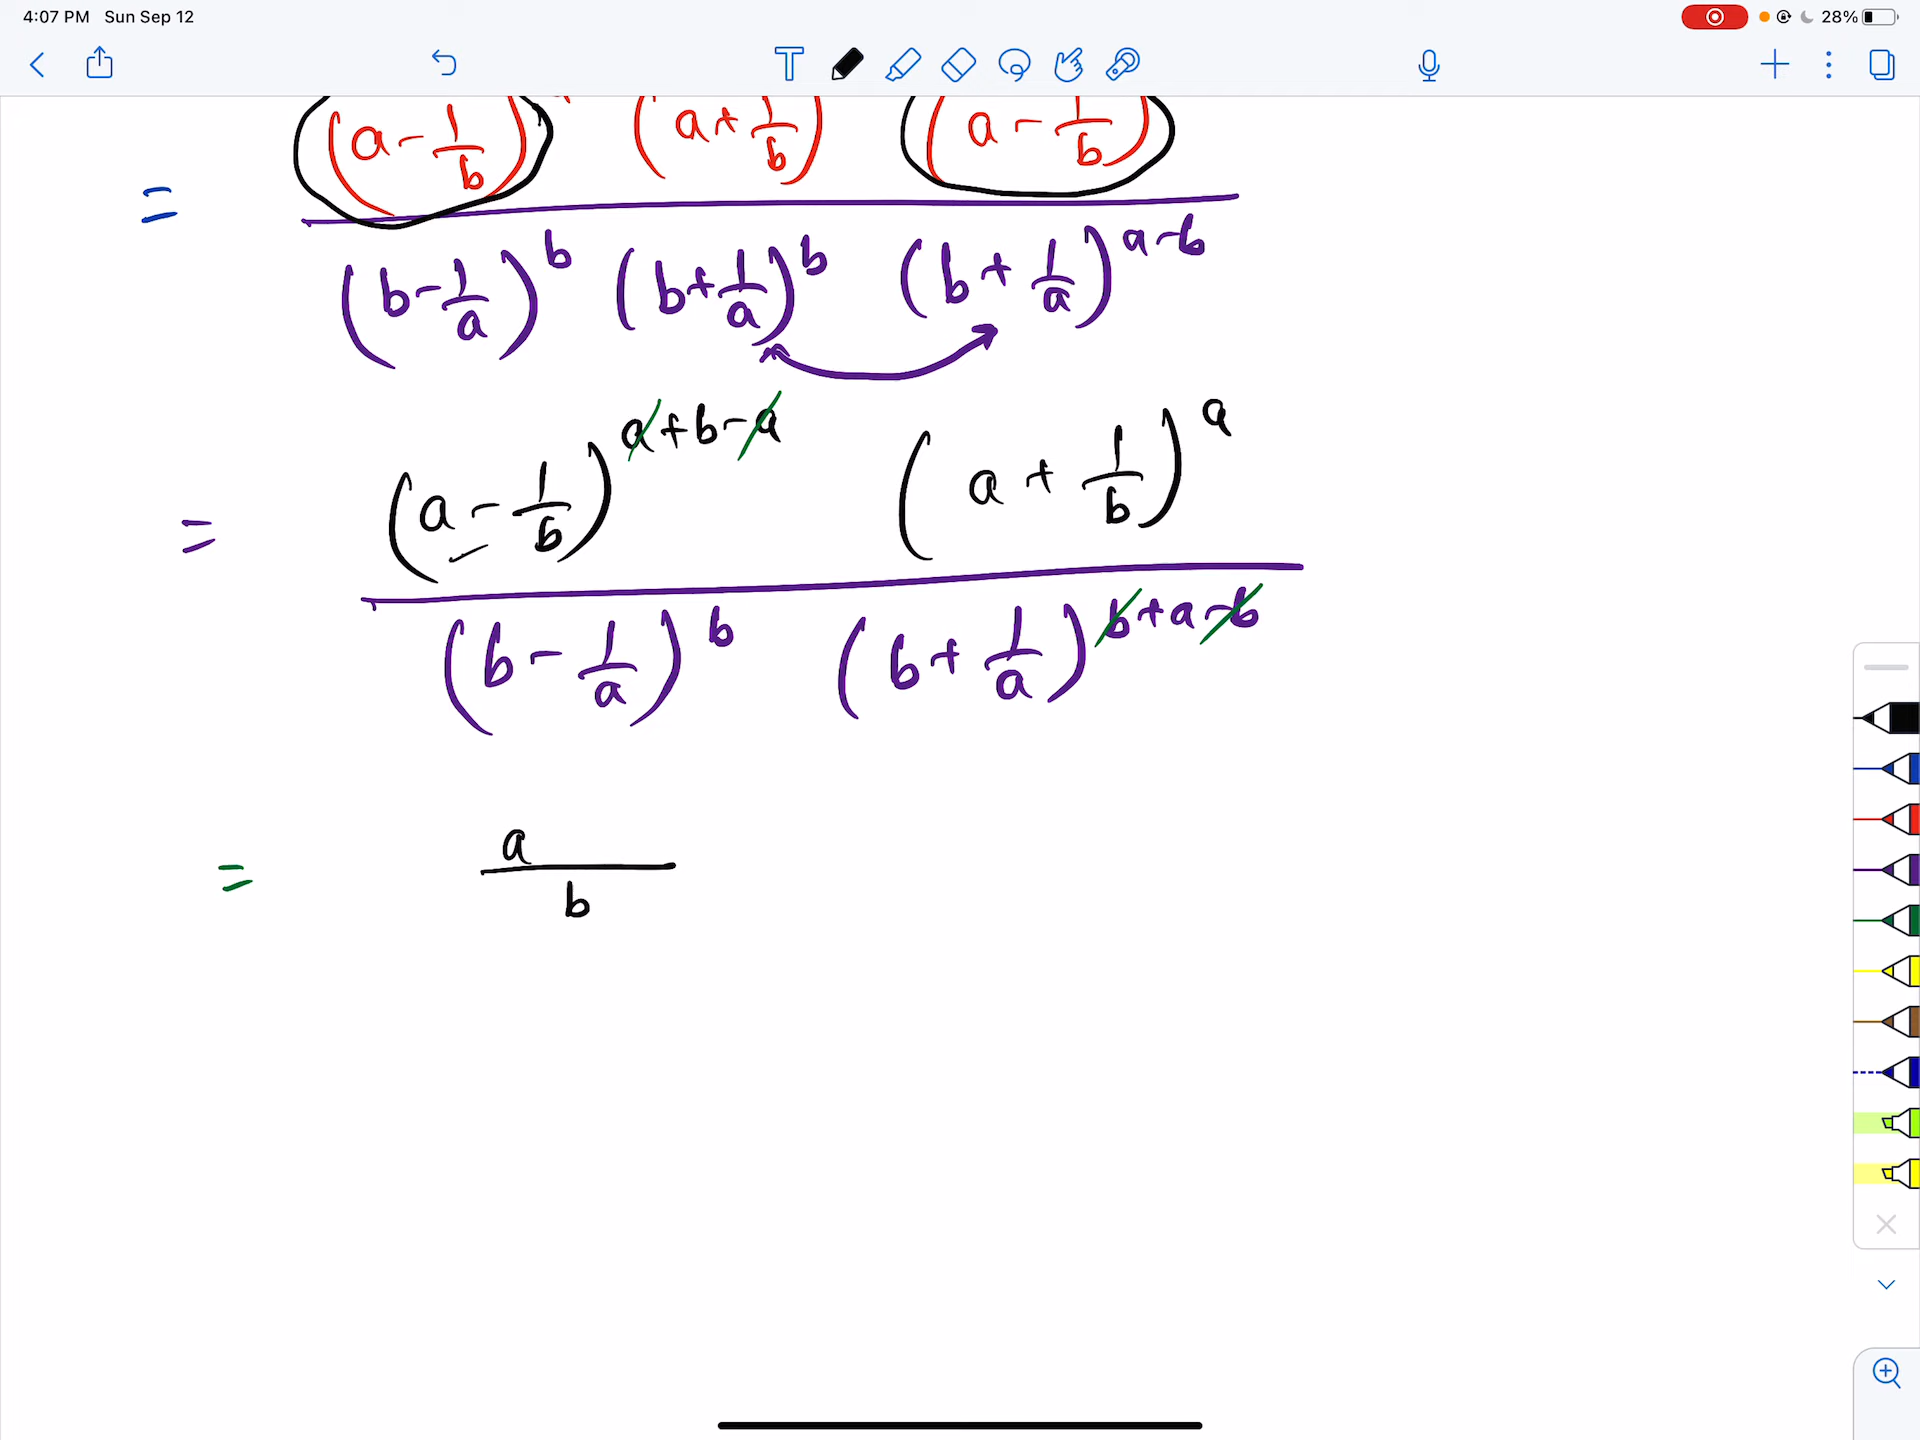 4:07 PM Sun Sep 12 28%
T
= (a - 1/b) (a + 1/b) (a - 1/b)
(b - 1/a)^b (b + 1/a)^b (b + 1/a)^(a-b)
= (a - 1/b)^(a+b-a) (a + 1/b)^a
(b - 1/a)^b (b + 1/a)^(b+a-b)
= a
b